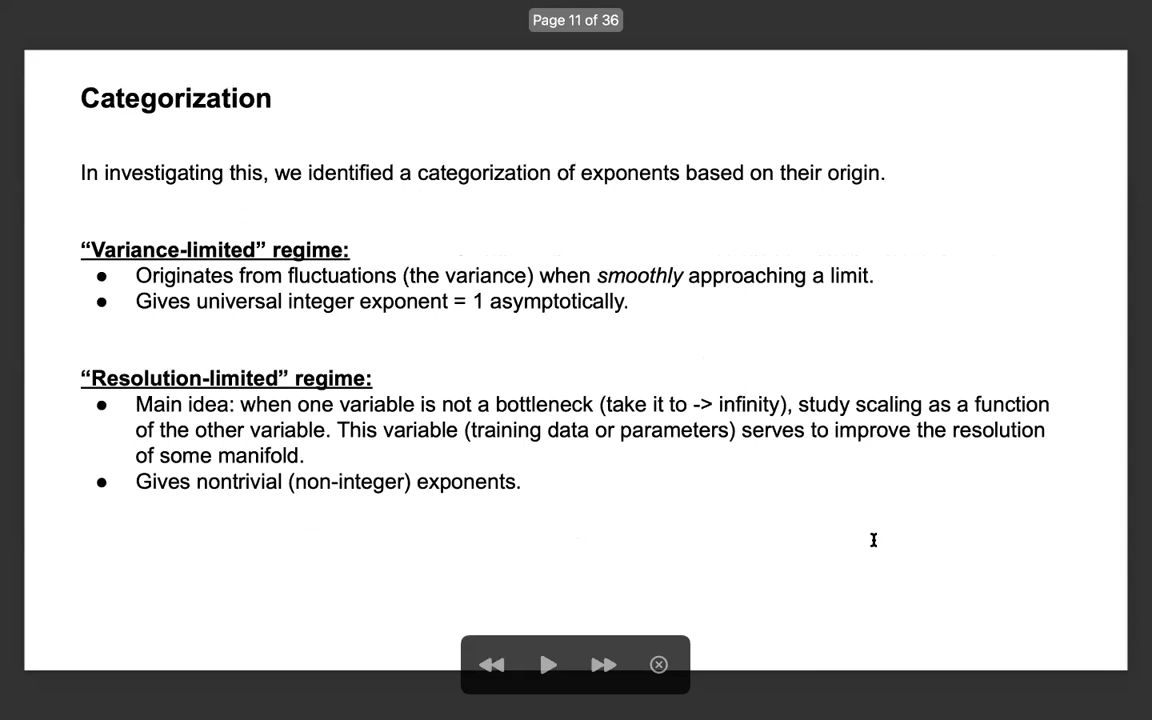 Page 11 of 36
Categorization
In investigating this, we identified a categorization of exponents based on their origin.
“Variance-limited” regime:
● Originates from fluctuations (the variance) when smoothly approaching a limit.
● Gives universal integer exponent = 1 asymptotically.
“Resolution-limited” regime:
● Main idea: when one variable is not a bottleneck (take it to -> infinity), study scaling as a function
of the other variable. This variable (training data or parameters) serves to improve the resolution
of some manifold.
● Gives nontrivial (non-integer) exponents.